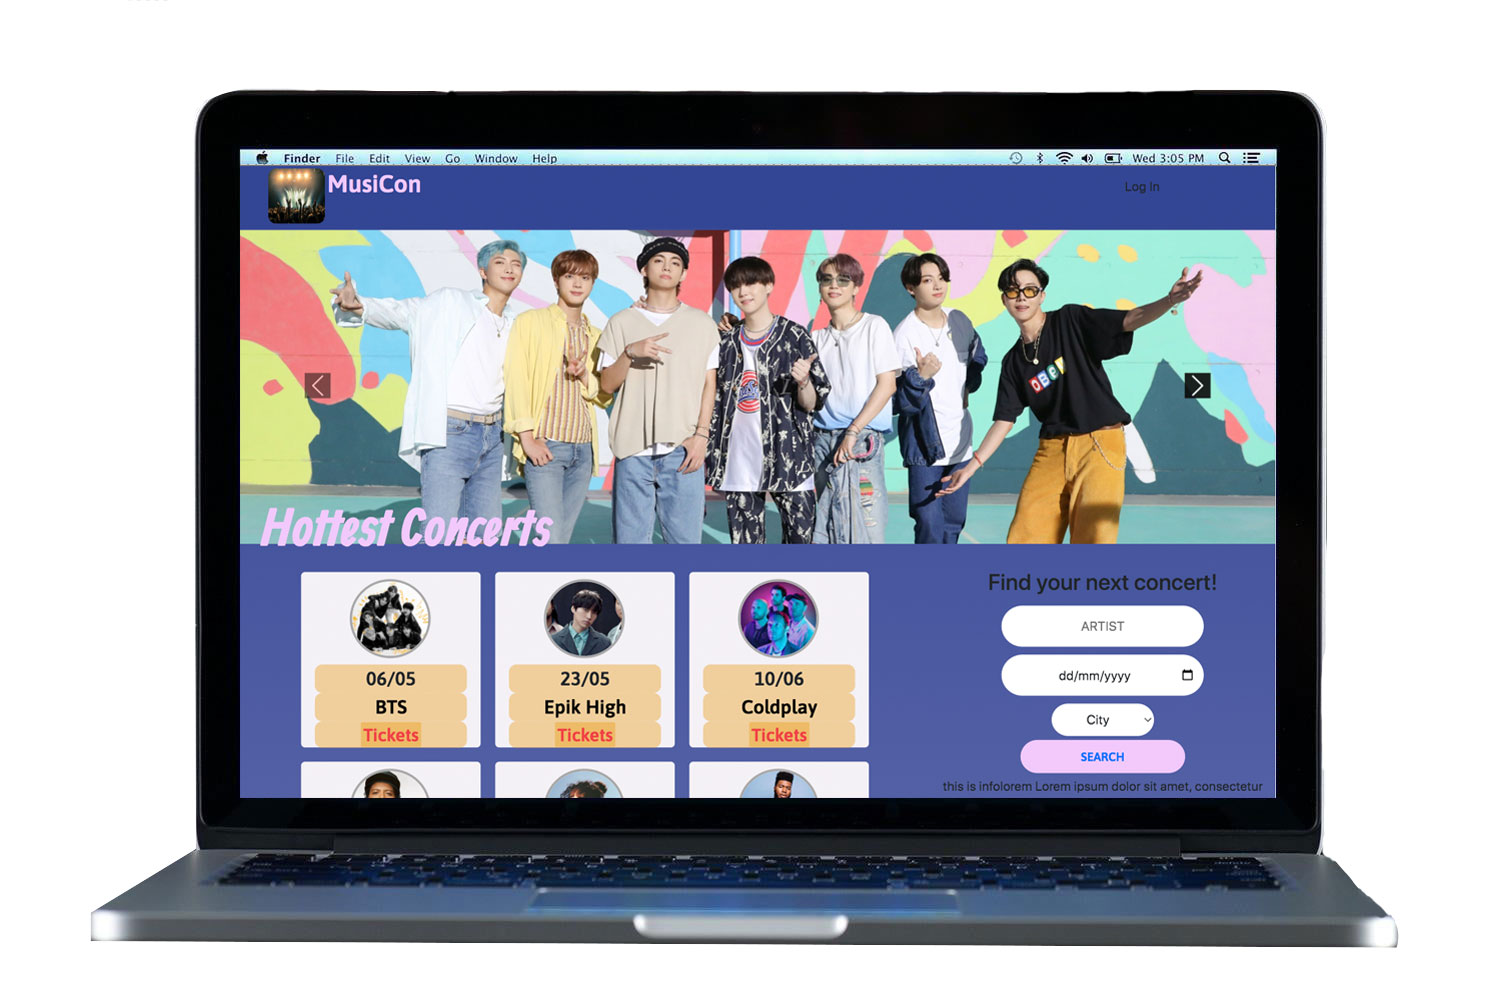 Finder File Edit View Go Window Help Wed 3:05 PM
MusiCon
Log In
OBEY
Hottest Concerts
06/05
BTS
Tickets
23/05
Epik High
Tickets
10/06
Coldplay
Tickets
Find your next concert!
ARTIST
dd/mm/yyyy
City
SEARCH
this is infolorem Lorem ipsum dolor sit amet, consectetur